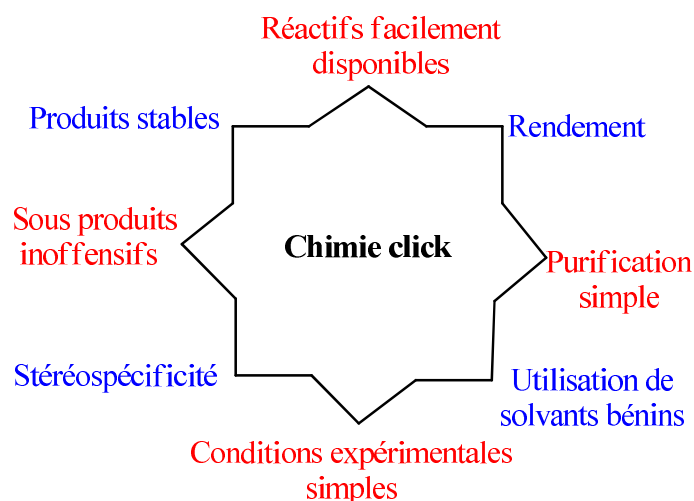 Réactifs facilement
disponibles
Produits stables
Rendement
Sous produits
inoffensifs
Chimie click
Purification
simple
Stéréospécificité
Utilisation de
solvants bénins
Conditions expérimentales
simples